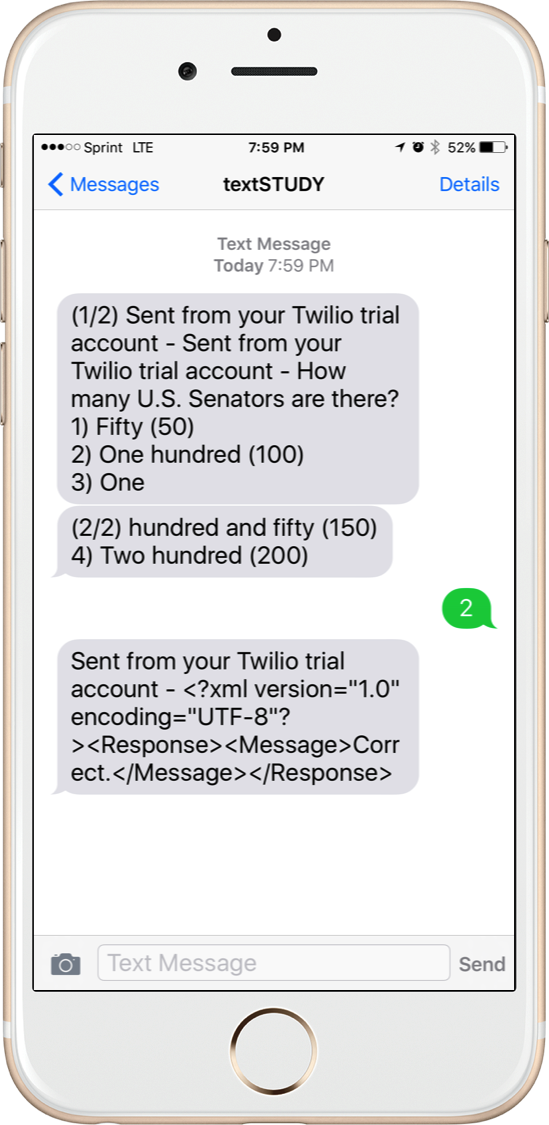 ●●●○○ Sprint LTE 7:59 PM 52%
Messages textSTUDY Details
Text Message
Today 7:59 PM
(1/2) Sent from your Twilio trial
account - Sent from your
Twilio trial account - How
many U.S. Senators are there?
1) Fifty (50)
2) One hundred (100)
3) One
(2/2) hundred and fifty (150)
4) Two hundred (200)
2
Sent from your Twilio trial
account - <?xml version="1.0"
encoding="UTF-8"?
><Response><Message>Corr
ect.</Message></Response>
Text Message Send